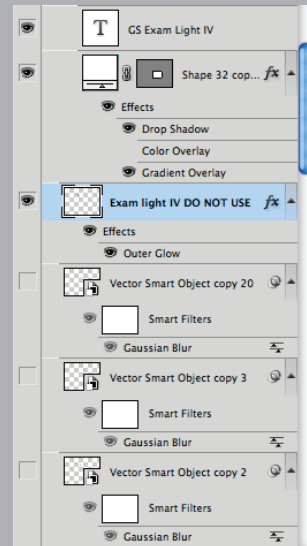 T GS Exam Light IV
Shape 32 cop... fx
Effects
Drop Shadow
Color Overlay
Gradient Overlay
Exam light IV DO NOT USE fx
Effects
Outer Glow
Vector Smart Object copy 20
Smart Filters
Gaussian Blur
Vector Smart Object copy 3
Smart Filters
Gaussian Blur
Vector Smart Object copy 2
Smart Filters
Gaussian Blur